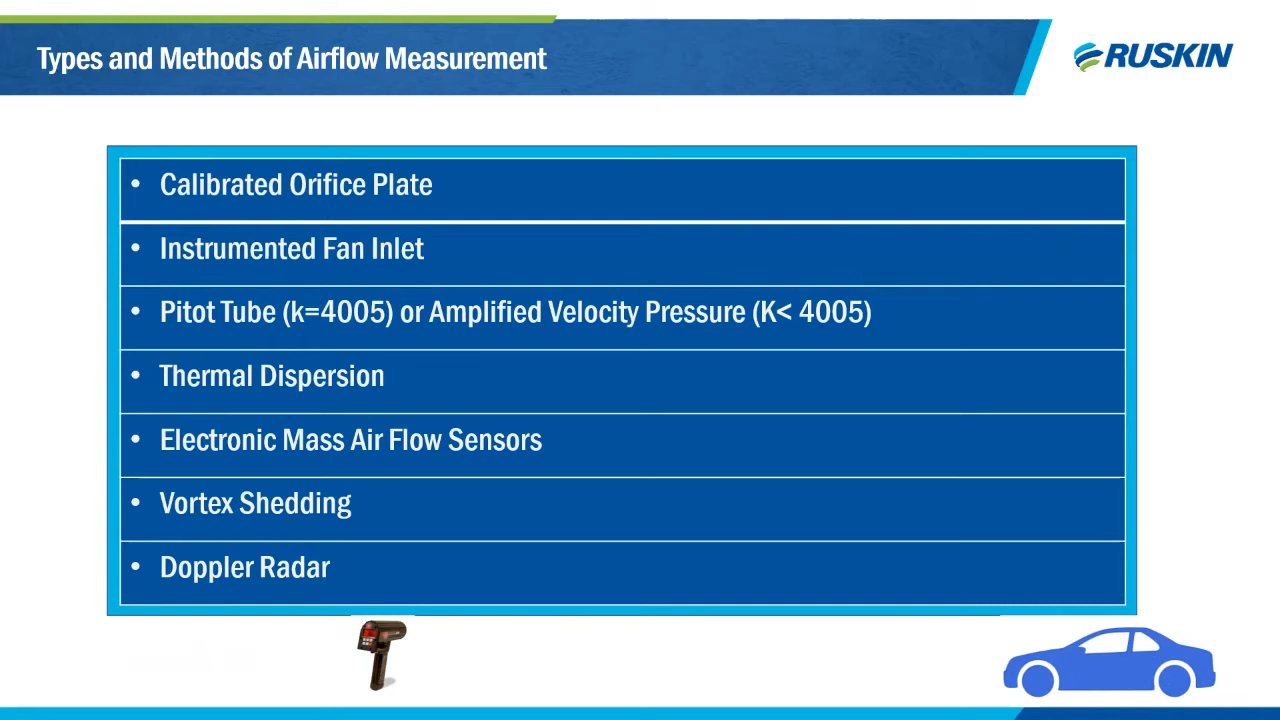 Types and Methods of Airflow Measurement
RUSKIN
• Calibrated Orifice Plate
• Instrumented Fan Inlet
• Pitot Tube (k=4005) or Amplified Velocity Pressure (K< 4005)
• Thermal Dispersion
• Electronic Mass Air Flow Sensors
• Vortex Shedding
• Doppler Radar